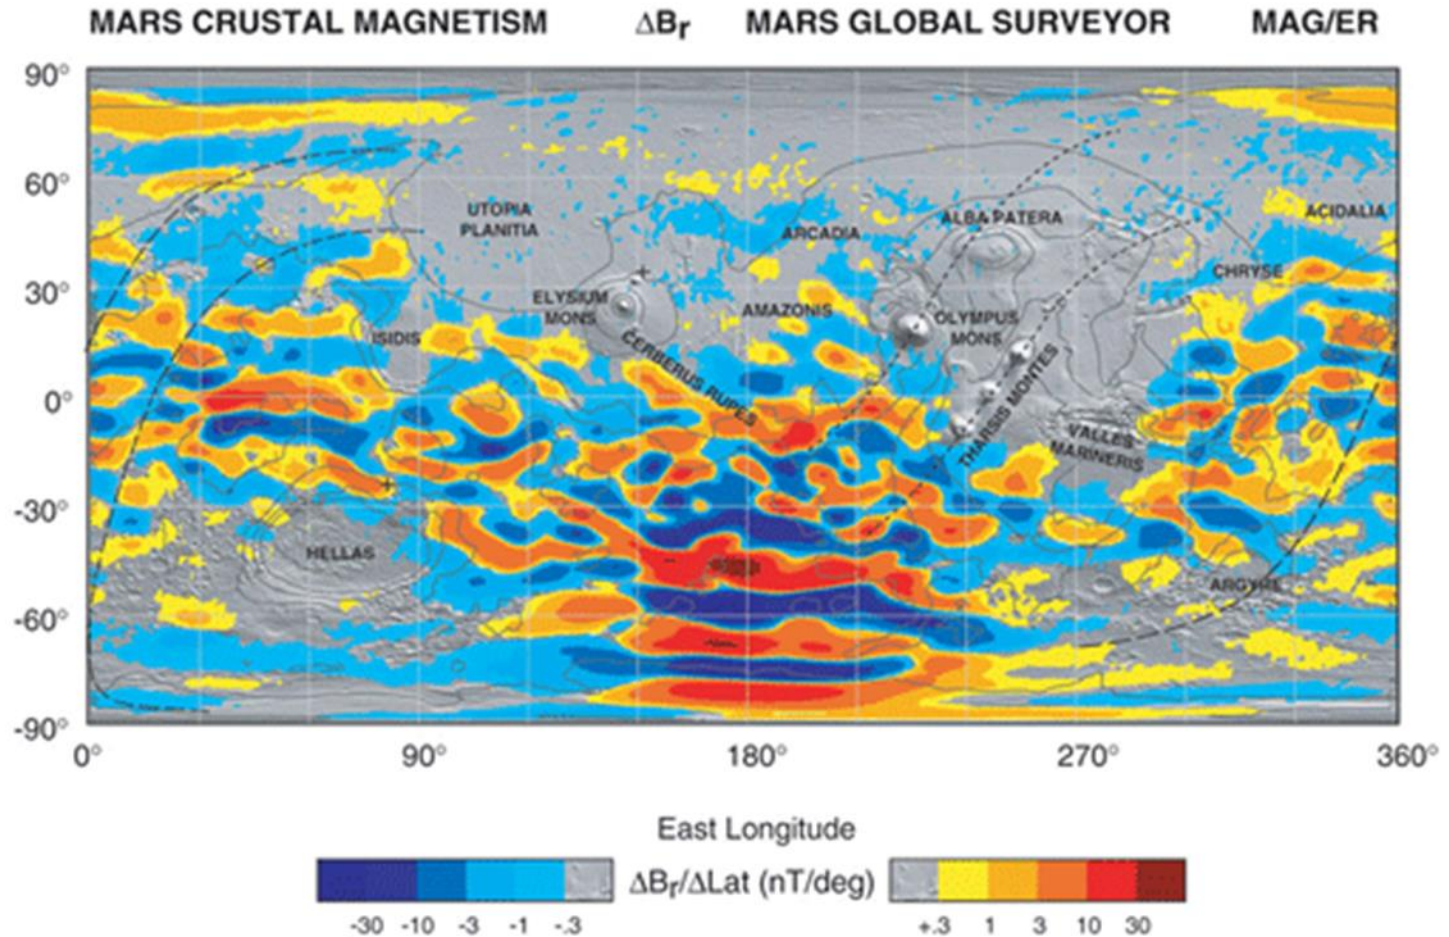 MARS CRUSTAL MAGNETISM ΔBr MARS GLOBAL SURVEYOR MAG/ER
90°
60°
30°
0°
-30°
-60°
-90°
UTOPIA
PLANITIA
ARCADIA
ALBA PATERA
ACIDALIA
CHRYSE
ELYSIUM
MONS
AMAZONIS
OLYMPUS
MONS
ISIDIS
CERBERUS RUPES
THARSIS MONTES
VALLES
MARINERIS
HELLAS
ARGYRE
0° 90° 180° 270° 360°
East Longitude
ΔBr/ΔLat (nT/deg)
-30 -10 -3 -1 -.3
+.3 1 3 10 30